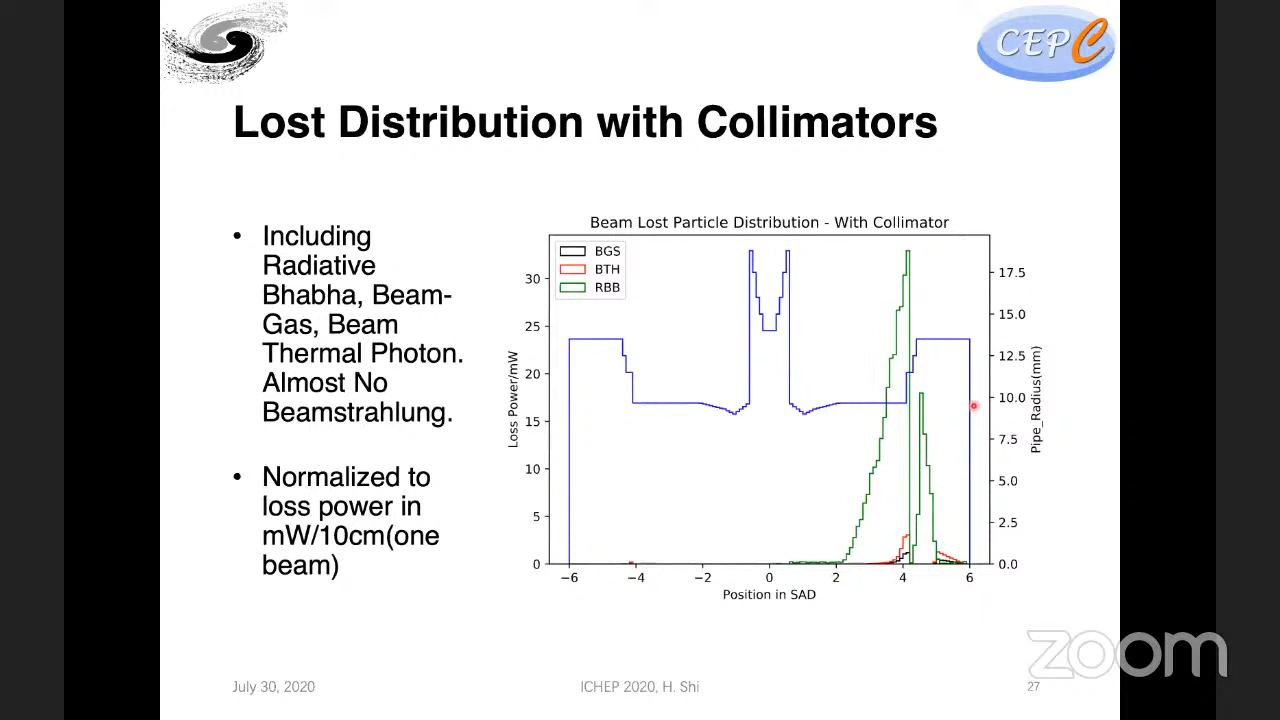 CEPC
Lost Distribution with Collimators
• Including
Radiative
Bhabha, Beam-
Gas, Beam
Thermal Photon.
Almost No
Beamstrahlung.
• Normalized to
loss power in
mW/10cm(one
beam)
Beam Lost Particle Distribution - With Collimator
BGS
BTH
RBB
Loss Power/mW
30
25
20
15
10
5
0
17.5
15.0
12.5
10.0
7.5
5.0
2.5
0.0
Pipe_Radius(mm)
−6 −4 −2 0 2 4 6
Position in SAD
zoom
July 30, 2020
ICHEP 2020, H. Shi
27